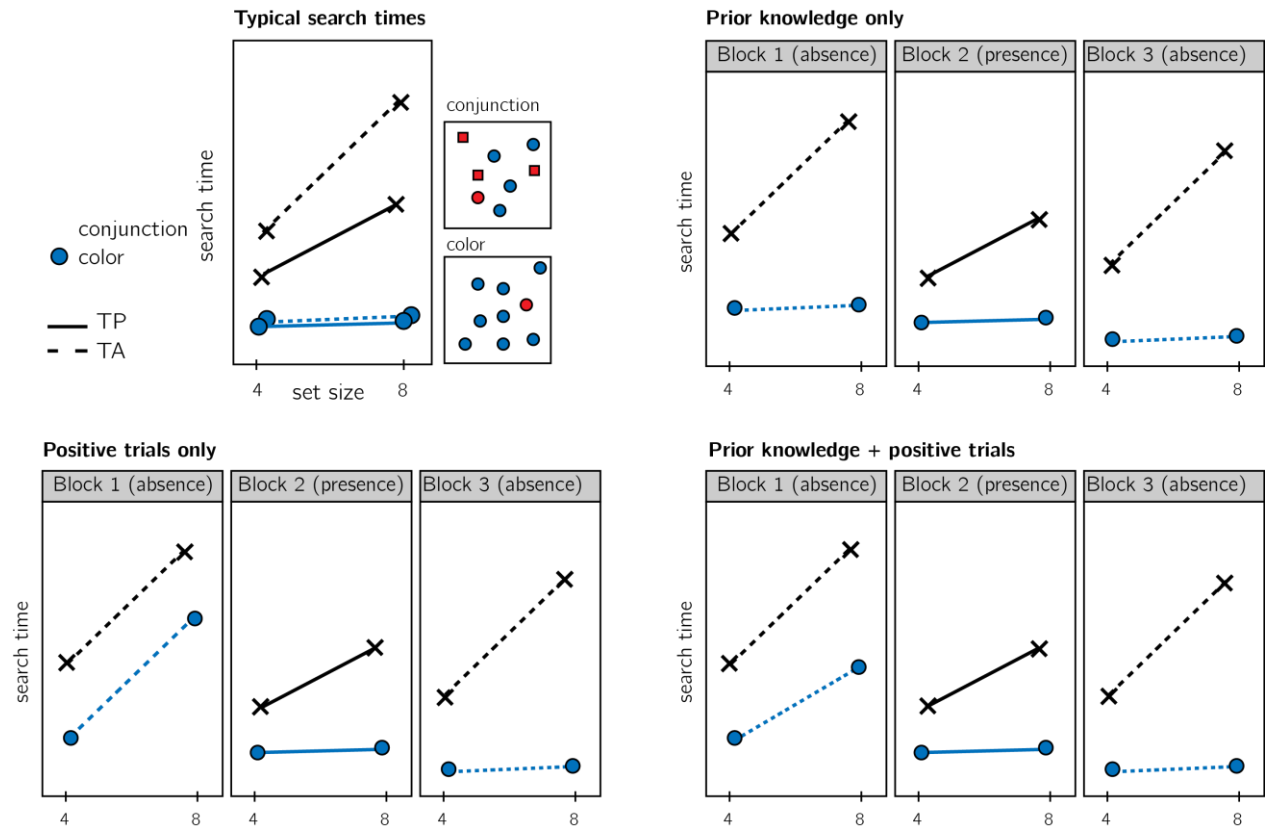 Typical search times
search time
4
8
set size
conjunction
color
TP
TA
conjunction
color
Prior knowledge only
Block 1 (absence)
Block 2 (presence)
Block 3 (absence)
search time
4
8
4
8
4
8
Positive trials only
Block 1 (absence)
Block 2 (presence)
Block 3 (absence)
search time
4
8
4
8
4
8
Prior knowledge + positive trials
Block 1 (absence)
Block 2 (presence)
Block 3 (absence)
search time
4
8
4
8
4
8